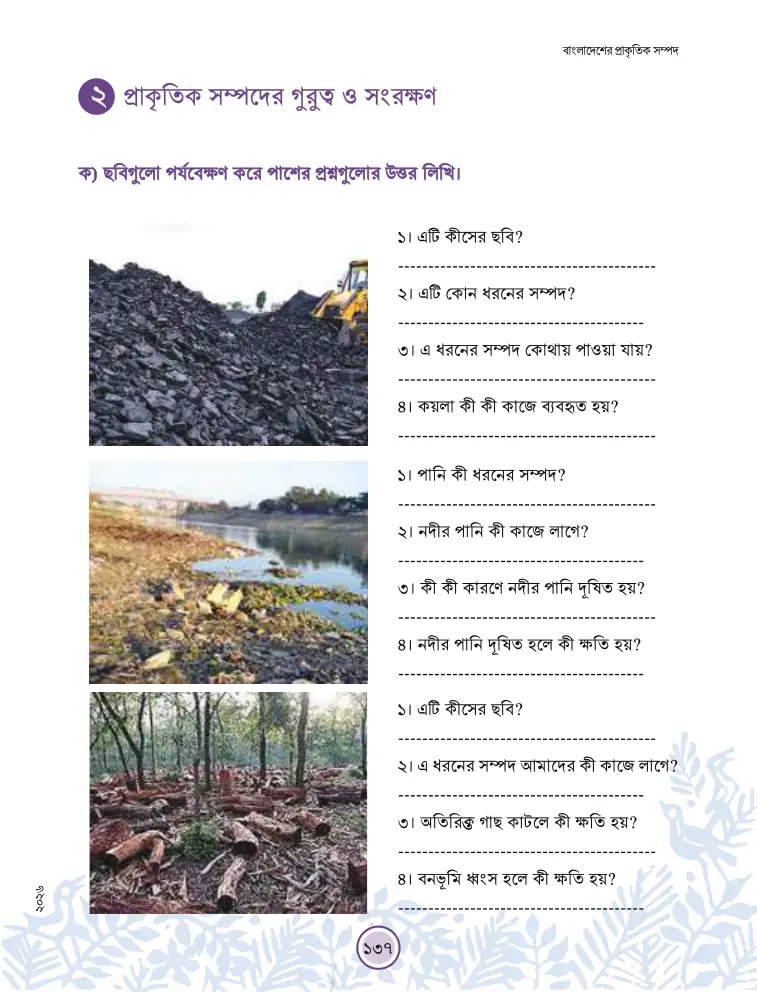 বাংলাদেশের প্রাকৃতিক সম্পদ
২ প্রাকৃতিক সম্পদের গুরুত্ব ও সংরক্ষণ
ক) ছবিগুলো পর্যবেক্ষণ করে পাশের প্রশ্নগুলোর উত্তর লিখি।
১। এটি কীসের ছবি?
-------------------------------------------
২। এটি কোন ধরনের সম্পদ?
-----------------------------------------
৩। এ ধরনের সম্পদ কোথায় পাওয়া যায়?
-------------------------------------------
৪। কয়লা কী কী কাজে ব্যবহৃত হয়?
-------------------------------------------
১। পানি কী ধরনের সম্পদ?
-------------------------------------------
২। নদীর পানি কী কাজে লাগে?
-----------------------------------------
৩। কী কী কারণে নদীর পানি দূষিত হয়?
-------------------------------------------
৪। নদীর পানি দূষিত হলে কী ক্ষতি হয়?
-----------------------------------------
১। এটি কীসের ছবি?
-------------------------------------------
২। এ ধরনের সম্পদ আমাদের কী কাজে লাগে?
-----------------------------------------
৩। অতিরিক্ত গাছ কাটলে কী ক্ষতি হয়?
-------------------------------------------
৪। বনভূমি ধ্বংস হলে কী ক্ষতি হয়?
-----------------------------------------
২০২৬
১৩৭